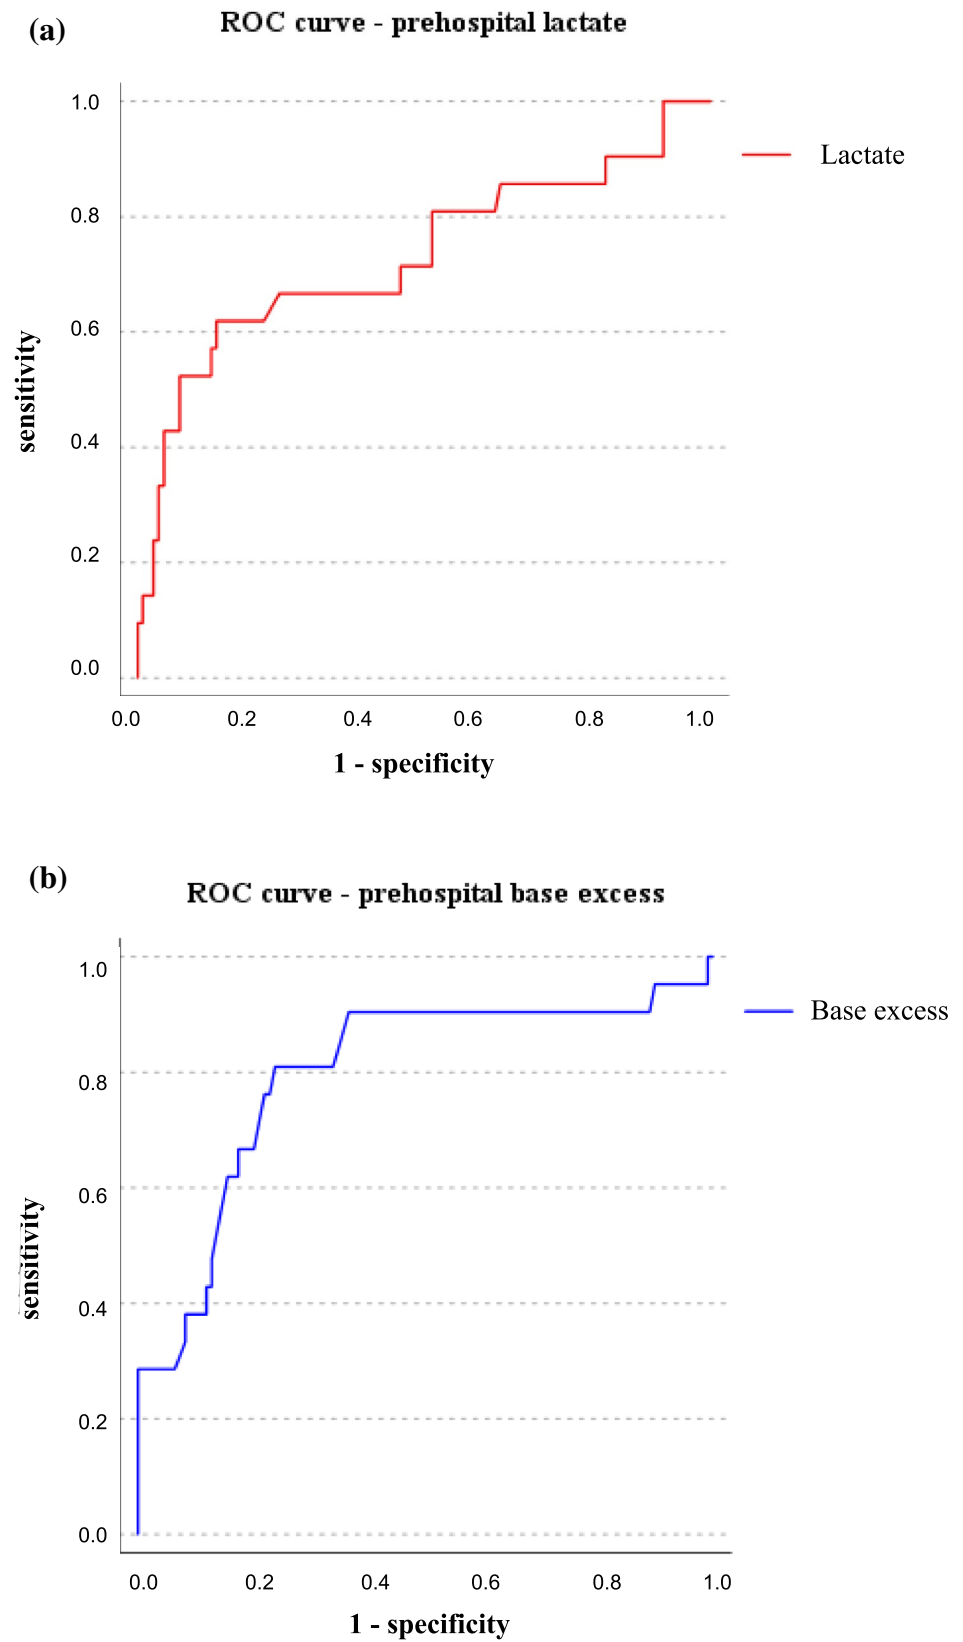 (a)
ROC curve - prehospital lactate
1.0
Lactate
0.8
0.6
sensitivity
0.4
0.2
0.0
0.0 0.2 0.4 0.6 0.8 1.0
1 - specificity
(b)
ROC curve - prehospital base excess
1.0
Base excess
0.8
0.6
sensitivity
0.4
0.2
0.0
0.0 0.2 0.4 0.6 0.8 1.0
1 - specificity